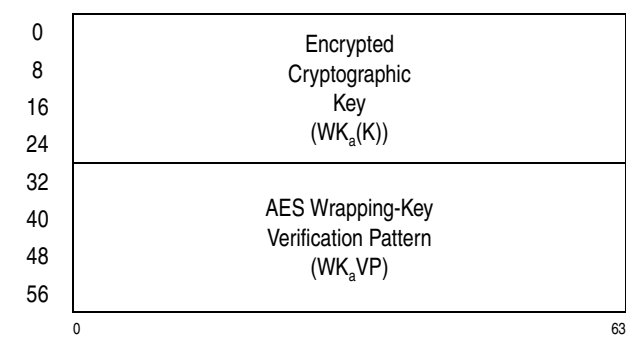 0
Encrypted
8
Cryptographic
16
Key
24
(WKₐ(K))
32
40
AES Wrapping-Key
Verification Pattern
48
(WKₐVP)
56
0 63